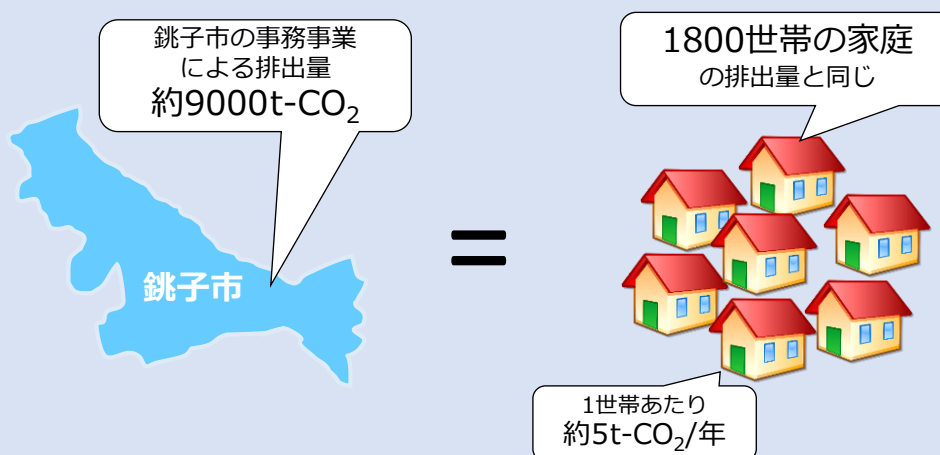 銚子市の事務事業
による排出量
約9000t-CO₂
1800世帯の家庭
の排出量と同じ
銚子市
=
1世帯あたり
約5t-CO₂/年